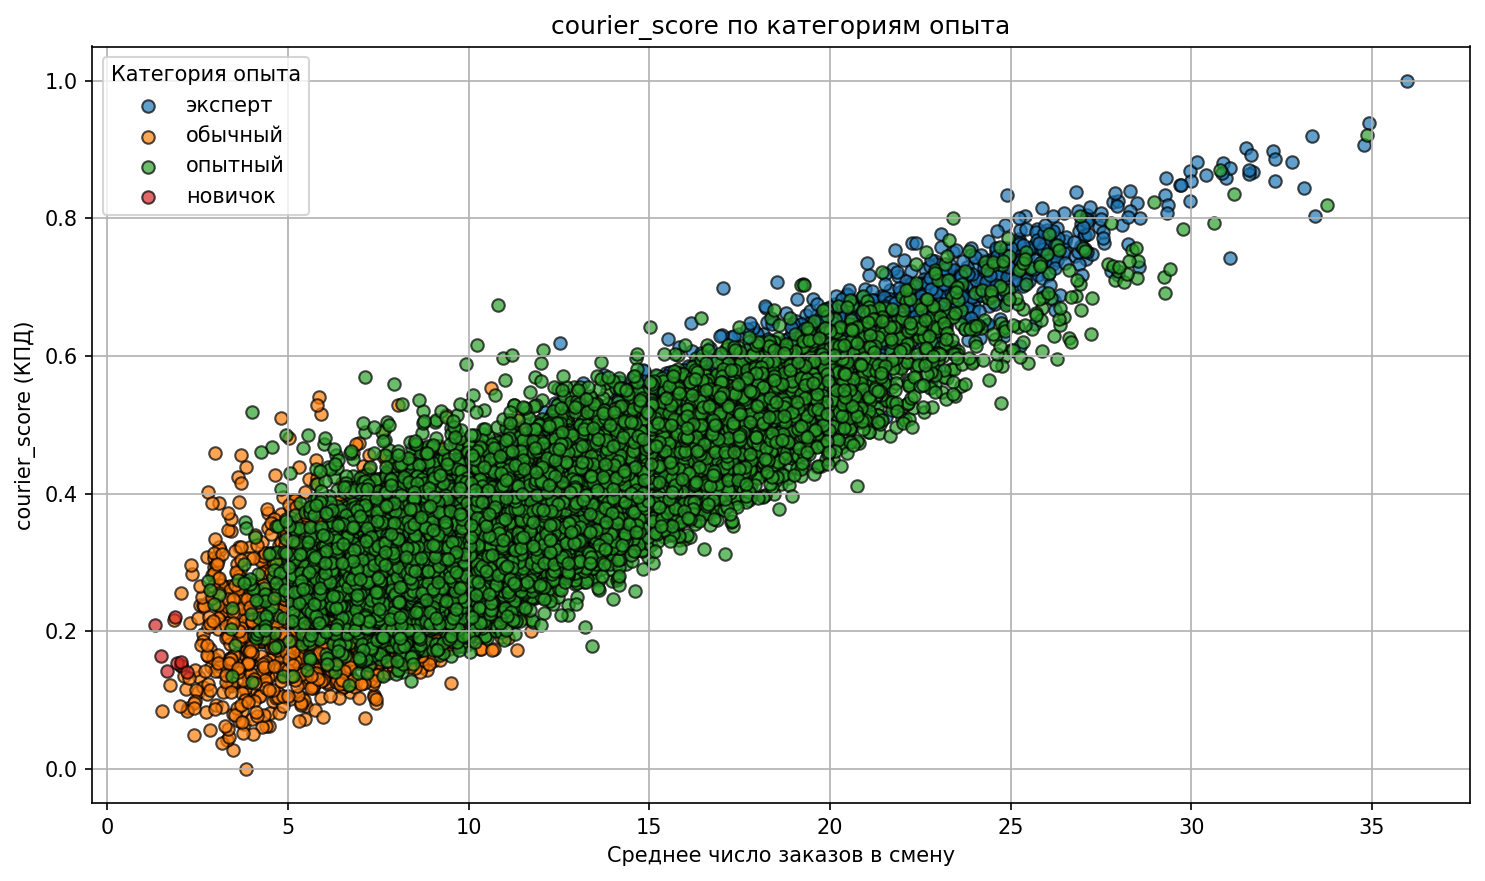 courier_score по категориям опыта
Категория опыта
эксперт
обычный
опытный
новичок
courier_score (КПД)
1.0
0.8
0.6
0.4
0.2
0.0
0 5 10 15 20 25 30 35
Среднее число заказов в смену